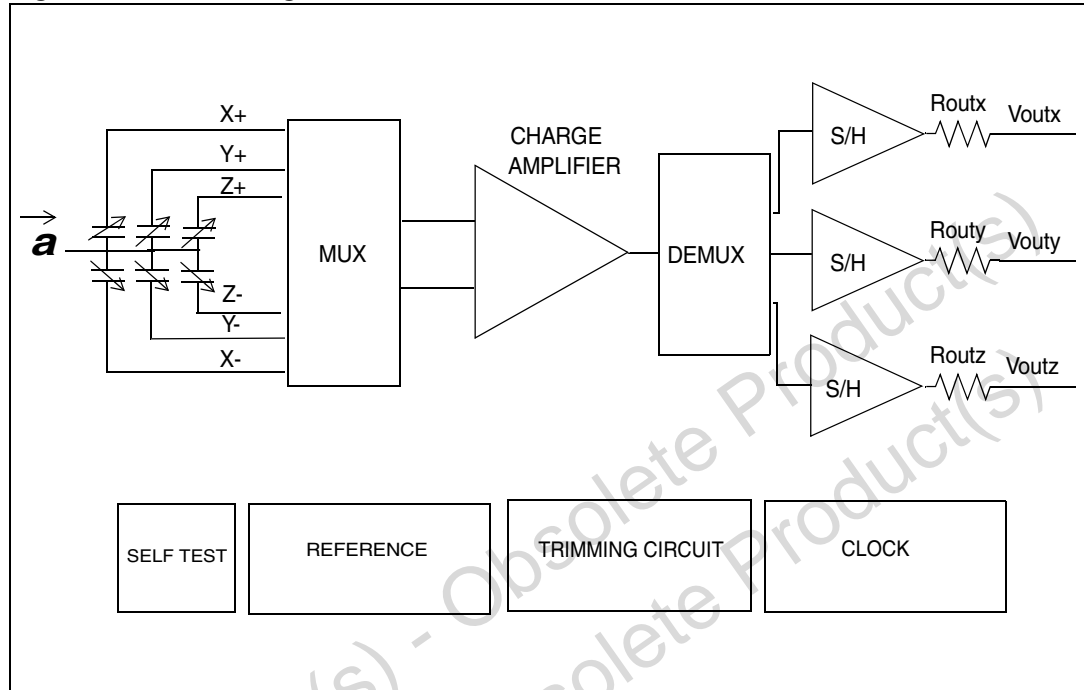 X+
Y+
Z+
a
Z-
Y-
X-
MUX
CHARGE
AMPLIFIER
DEMUX
S/H
Routx
Voutx
S/H
Routy
Vouty
S/H
Routz
Voutz
SELF TEST
REFERENCE
TRIMMING CIRCUIT
CLOCK
(s) - Obsolete Product(s)
solete Product(s)